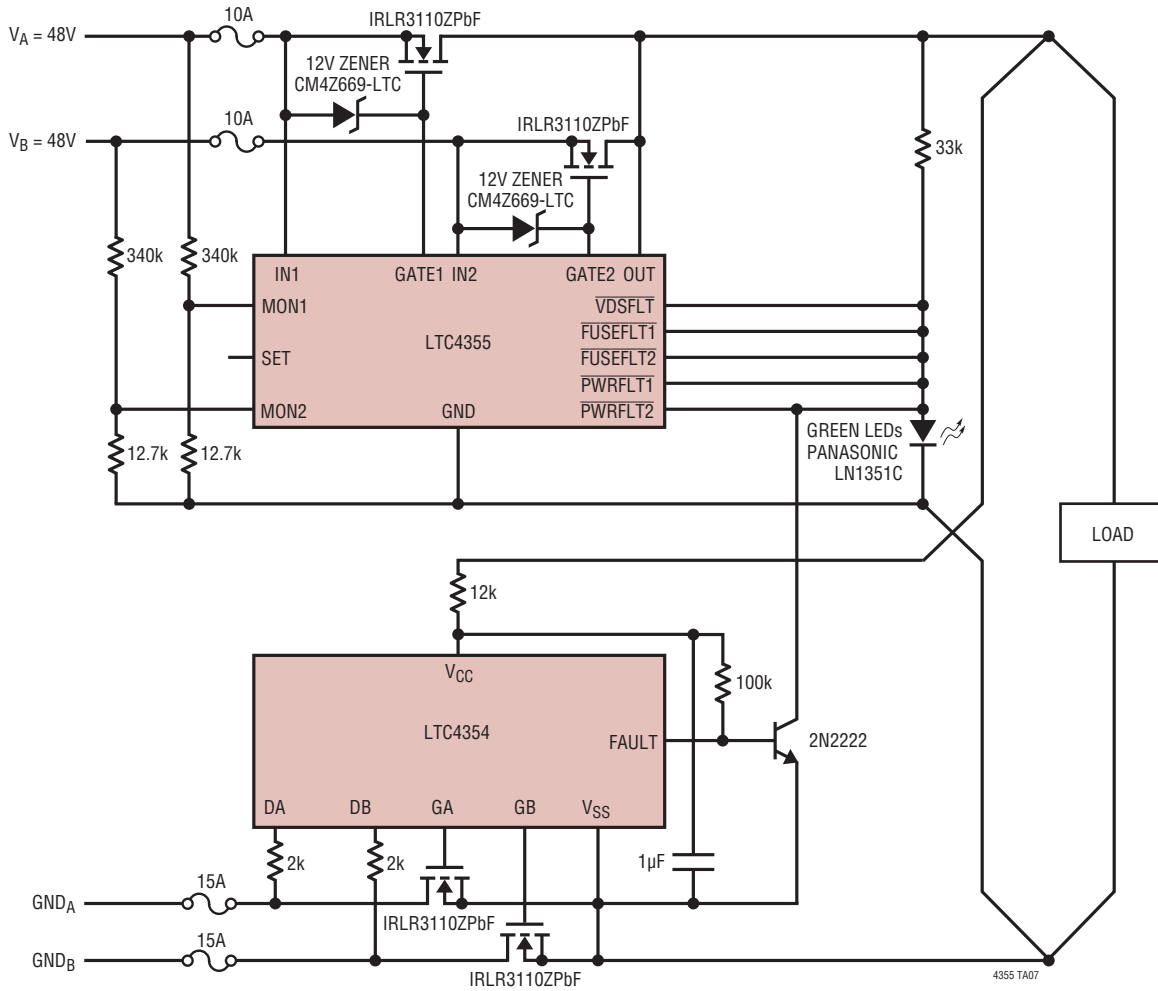 10A
IRLR3110ZPbF
V_A = 48V
12V ZENER
CM4Z669-LTC
10A
IRLR3110ZPbF
V_B = 48V
33k
12V ZENER
CM4Z669-LTC
340k
340k
IN1
GATE1
IN2
GATE2
OUT
MON1
VDSFLT
FUSEFLT1
LTC4355
SET
FUSEFLT2
PWRFLT1
MON2
GND
PWRFLT2
GREEN LEDs
PANASONIC
LN1351C
12.7k
12.7k
LOAD
12k
V_CC
100k
LTC4354
FAULT
2N2222
DA
DB
GA
GB
V_SS
2k
2k
1µF
15A
GND_A
IRLR3110ZPbF
15A
GND_B
IRLR3110ZPbF
4355 TA07